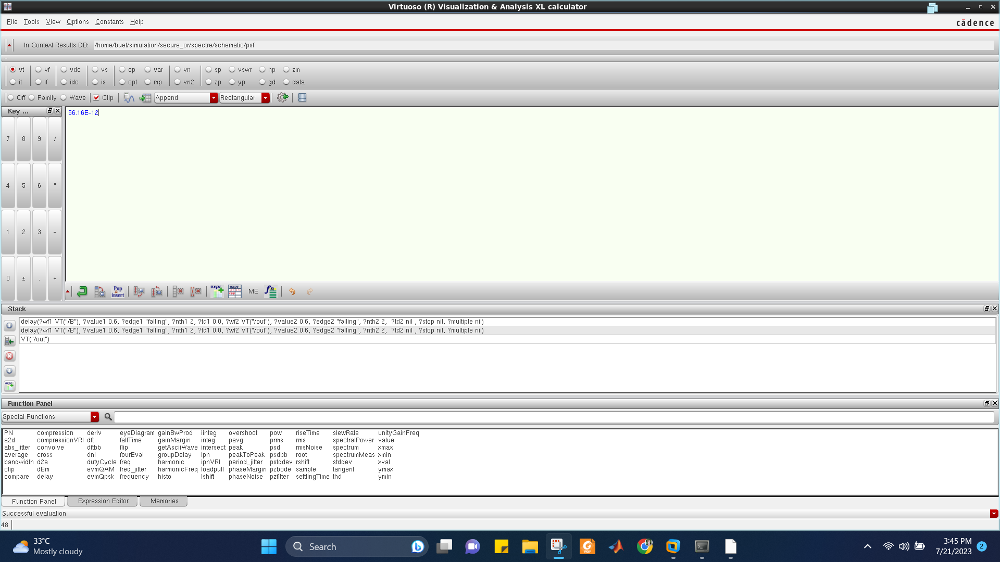 Virtuoso (R) Visualization & Analysis XL calculator
File Tools View Options Constants Help
cādence
In Context Results DB: /home/buet/simulation/secure_or/spectre/schematic/psf
vt vf vdc vs op var vn sp vswr hp zm
it if idc is opt mp vn2 zp yp gd data
Off Family Wave Clip Append Rectangular
Key ...
56.16E-12
7 8 9 /
4 5 6 *
1 2 3 -
0 ± . +
Pop & insert expr expr ME fn
Stack
delay(?wf1 VT("/B"), ?value1 0.6, ?edge1 "falling", ?nth1 2, ?td1 0.0, ?wf2 VT("/out"), ?value2 0.6, ?edge2 "falling", ?nth2 2,  ?td2 nil , ?stop nil, ?multiple nil)
delay(?wf1 VT("/B"), ?value1 0.6, ?edge1 "falling", ?nth1 2, ?td1 0.0, ?wf2 VT("/out"), ?value2 0.6, ?edge2 "falling", ?nth2 2,  ?td2 nil , ?stop nil, ?multiple nil)
VT("/out")
expr
Function Panel
Special Functions
PN compression deriv eyeDiagram gainBwProd iinteg overshoot pow riseTime slewRate unityGainFreq
a2d compressionVRI dft fallTime gainMargin integ pavg prms rms spectralPower value
abs_jitter convolve dftbb flip getAsciiWave intersect peak psd rmsNoise spectrum xmax
average cross dnl fourEval groupDelay ipn peakToPeak psdbb root spectrumMeas xmin
bandwidth d2a dutyCycle freq harmonic ipnVRI period_jitter pstddev rshift stddev xval
clip dBm evmQAM freq_jitter harmonicFreq loadpull phaseMargin pzbode sample tangent ymax
compare delay evmQpsk frequency histo lshift phaseNoise pzfilter settlingTime thd ymin
Function Panel Expression Editor Memories
Successful evaluation
48
33°C
Mostly cloudy
Search
PDF
3:45 PM
7/21/2023
2